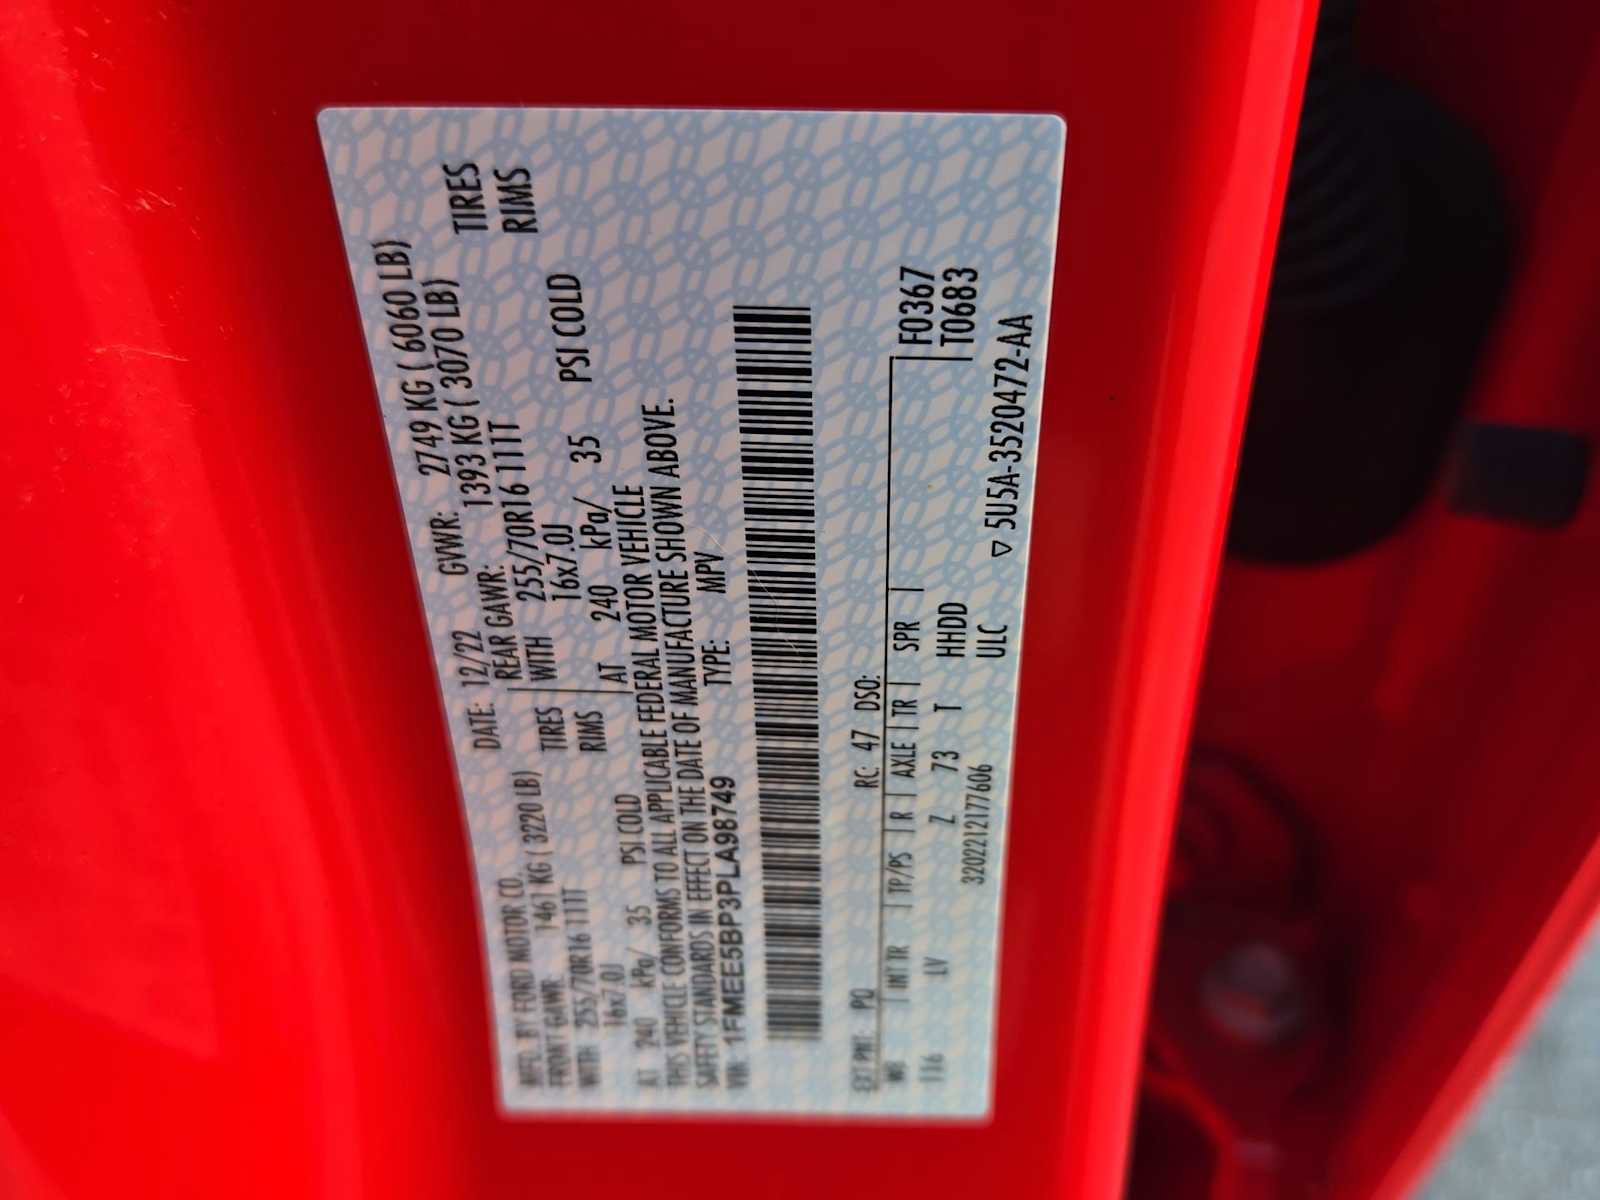 MFD. BY FORD MOTOR CO.
DATE: 12/22 GVWR: 2749 KG ( 6060 LB)
FRONT GAWR: 1461 KG ( 3220 LB) REAR GAWR: 1393 KG ( 3070 LB)
WITH 255/70R16 111T TIRES WITH 255/70R16 111T TIRES
16x7.0J RIMS 16x7.0J RIMS
AT 240 kPa/ 35 PSI COLD AT 240 kPa/ 35 PSI COLD
THIS VEHICLE CONFORMS TO ALL APPLICABLE FEDERAL MOTOR VEHICLE
SAFETY STANDARDS IN EFFECT ON THE DATE OF MANUFACTURE SHOWN ABOVE.
VIN: 1FMEE5BP3PLA98749 TYPE: MPV
EXT PNT: PQ RC: 47 DSO:
WB INT TR TP/PS R AXLE TR SPR F0367
116 LV Z 73 T HHDD T0683
3202212177606 ULC
▽ 5U5A-3520472-AA